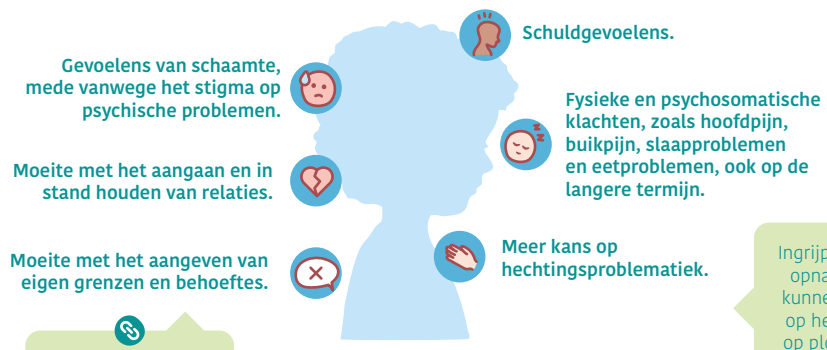 Schuldgevoelens.
Gevoelens van schaamte,
mede vanwege het stigma op
psychische problemen.
Fysieke en psychosomatische
klachten, zoals hoofdpijn,
buikpijn, slaapproblemen
en eetproblemen, ook op de
langere termijn.
Moeite met het aangaan en in
stand houden van relaties.
Meer kans op
hechtingsproblematiek.
Moeite met het aangeven van
eigen grenzen en behoeftes.
Ingrijp
opna
kunne
op he
op plo